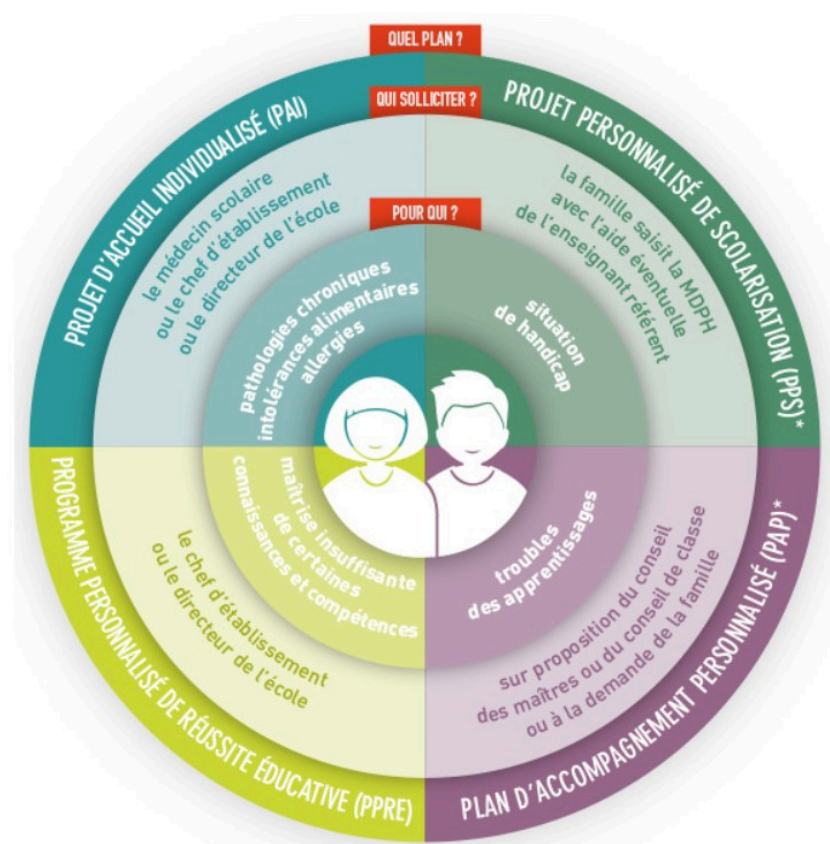 QUEL PLAN ?
QUI SOLLICITER ?
POUR QUI ?
PROJET D'ACCUEIL INDIVIDUALISÉ (PAI)
le médecin scolaire
ou le chef d'établissement
ou le directeur de l'école
pathologies chroniques
intolérances alimentaires
allergies
PROJET PERSONNALISÉ DE SCOLARISATION (PPS)*
la famille saisit la MDPH
avec l'aide éventuelle
de l'enseignant référent
situation
de handicap
PROGRAMME PERSONNALISÉ DE RÉUSSITE ÉDUCATIVE (PPRE)
le chef d'établissement
ou le directeur de l'école
maîtrise insuffisante
de certaines
connaissances et compétences
PLAN D'ACCOMPAGNEMENT PERSONNALISÉ (PAP)*
sur proposition du conseil
des maîtres ou du conseil de classe
ou à la demande de la famille
troubles
des apprentissages